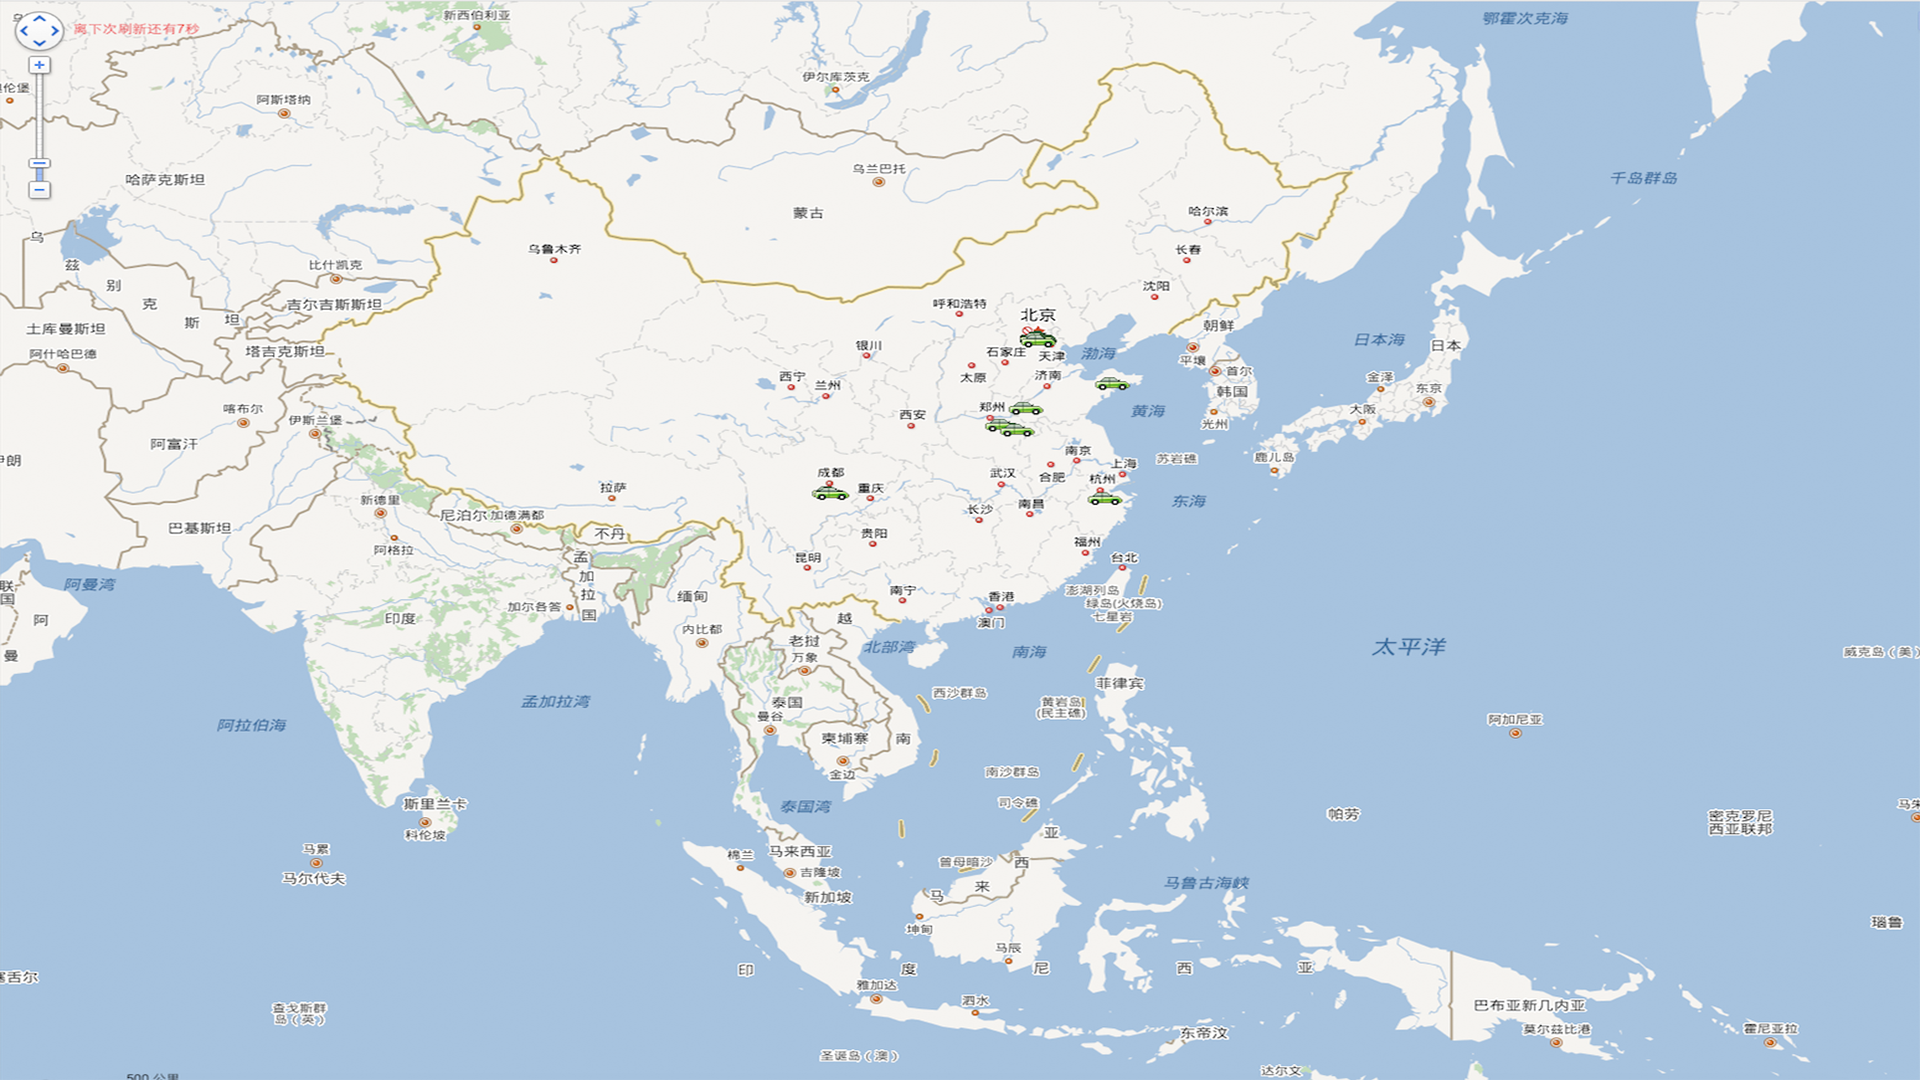 鄂霍次克海
新西伯利亚
离下次刷新还有7秒
伊尔库茨克
阿斯塔纳
乌兰巴托
哈萨克斯坦
千岛群岛
蒙古
哈尔滨
乌
乌鲁木齐
长春
兹
比什凯克
别
沈阳
克
吉尔吉斯斯坦
呼和浩特
斯
坦
北京
土库曼斯坦
朝鲜
日本海
日本
银川
石家庄
天津
渤海
塔吉克斯坦
阿什哈巴德
平壤
首尔
西宁
兰州
太原
济南
金泽
东京
韩国
喀布尔
郑州
黄海
大阪
西安
伊斯兰堡
光州
阿富汗
南京
苏岩礁
鹿儿岛
上海
成都
武汉
合肥
杭州
重庆
拉萨
新德里
东海
长沙
南昌
尼泊尔
加德满都
巴基斯坦
不丹
贵阳
福州
阿格拉
孟
加
拉
国
昆明
台北
阿曼湾
联
国
南宁
香港
澎湖列岛
绿岛(火烧岛)
七星岩
缅甸
加尔各答
印度
阿
越
澳门
内比都
老挝
北部湾
南海
太平洋
威克岛(美)
曼
万象
菲律宾
西沙群岛
孟加拉湾
泰国
黄岩岛
(民主礁)
曼谷
阿拉伯海
阿加尼亚
柬埔寨
南
金边
南沙群岛
斯里兰卡
泰国湾
司令礁
帕劳
密克罗尼
西亚联邦
科伦坡
亚
马累
棉兰
马来西亚
曾母暗沙
西
吉隆坡
马尔代夫
来
马鲁古海峡
新加坡
马
瑙鲁
坤甸
马辰
印
度
尼
西
亚
雅加达
泗水
查戈斯群
岛(英)
巴布亚新几内亚
东帝汶
莫尔兹比港
霍尼亚拉
圣诞岛(澳)
达尔文
500 公里